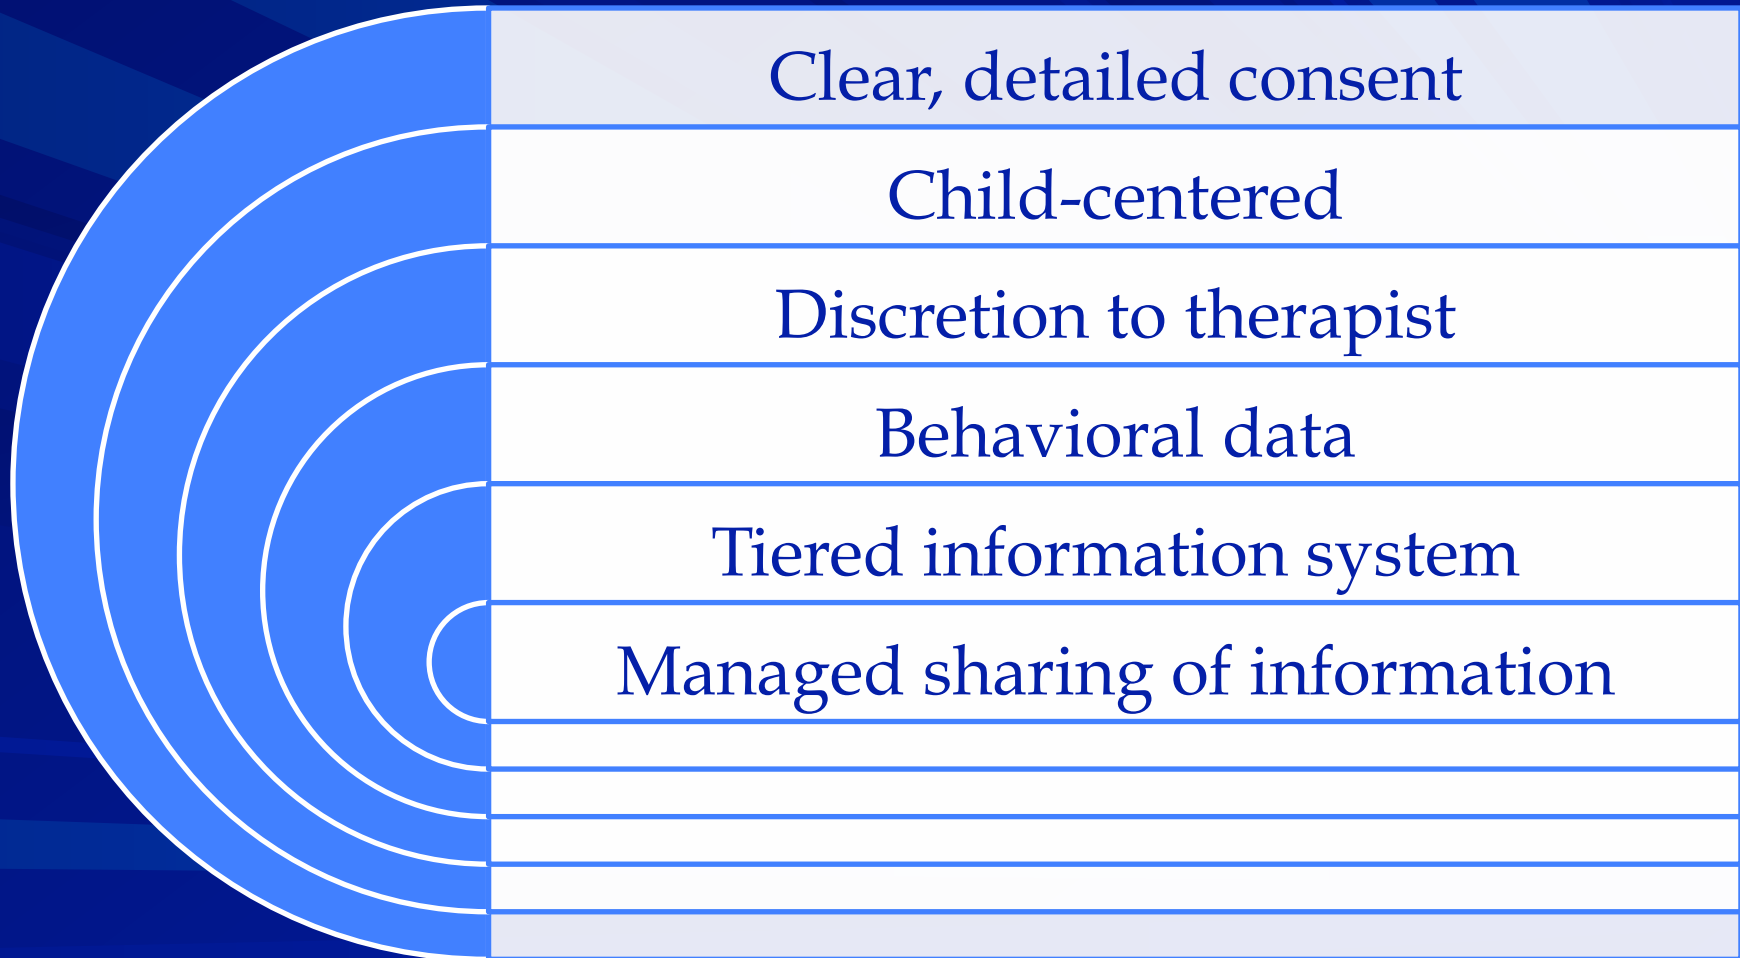 Clear, detailed consent
Child-centered
Discretion to therapist
Behavioral data
Tiered information system
Managed sharing of information